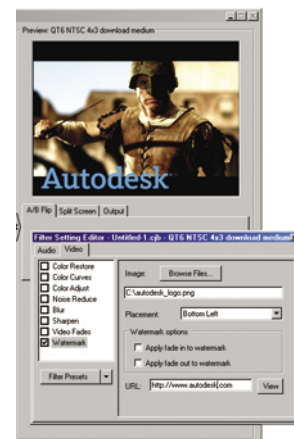 Preview: QT6 NTSC 4x3 download medium
Autodesk
A/B Flip Split Screen Output
Filter Setting Editor - Untitled-1.cjb - QT6 NTSC 4x3 download medium
Audio Video
Color Restore
Color Curves
Color Adjust
Noise Reduce
Blur
Sharpen
Video Fades
Watermark
Filter Presets
Image: Browse Files...
C:\autodesk_logo.png
Placement: Bottom Left
Watermark options
Apply fade in to watermark
Apply fade out to watermark
URL: http://www.autodesk.com View